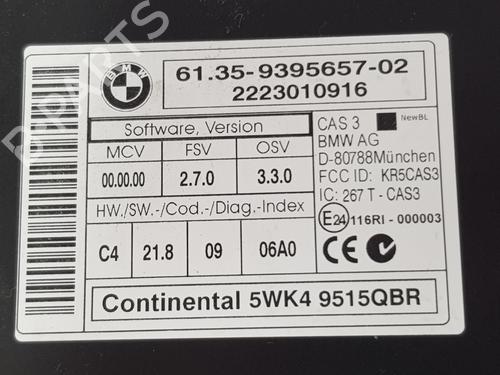 B-PARTS
BMW
61.35-9395657-02
2223010916
Software, Version
MCV FSV OSV
00.00.00 2.7.0 3.3.0
HW./SW.-/Cod.-/Diag.-Index
C4 21.8 09 06A0
CAS 3 NewBL
BMW AG
D-80788München
FCC ID: KR5CAS3
IC: 267 T - CAS3
E24 116RI - 000003
CE
Continental 5WK4 9515QBR